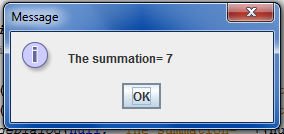 Message
The summation= 7
OK